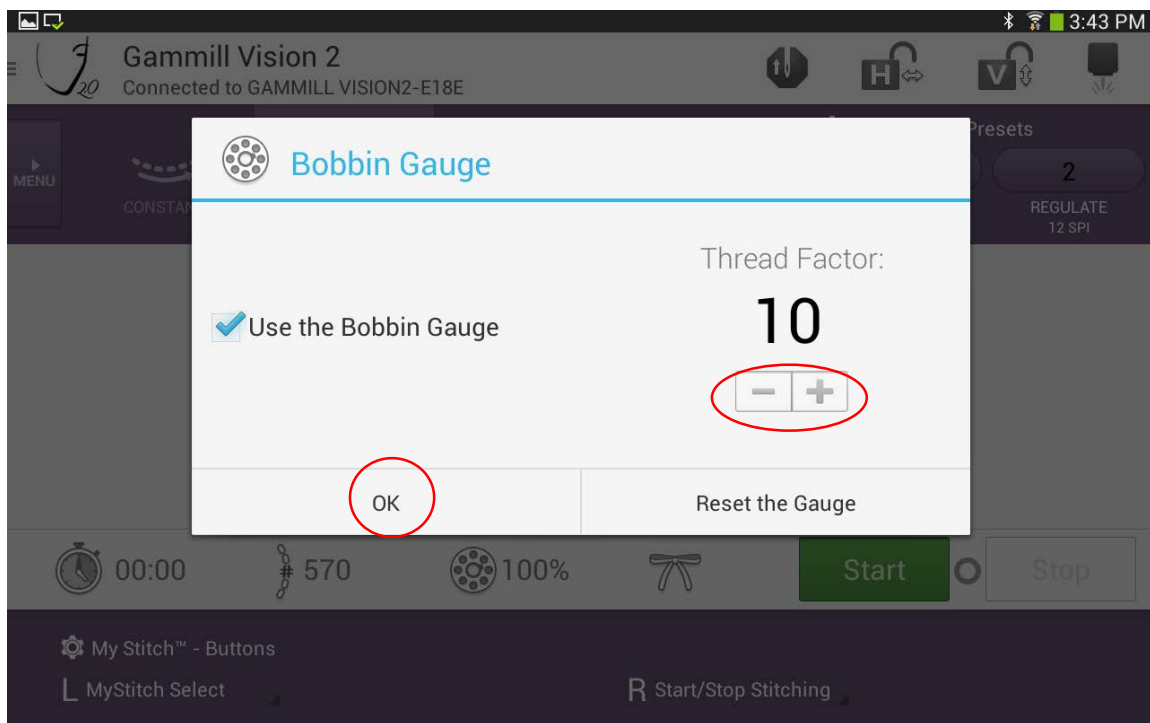 3:43 PM
20
Gammill Vision 2
Connected to GAMMILL VISION2-E18E
H
V
MENU
Presets
2
REGULATE
12 SPI
Bobbin Gauge
Thread Factor:
10
Use the Bobbin Gauge
− +
OK
Reset the Gauge
00:00
# 570
100%
Start
Stop
My Stitch™ - Buttons
L MyStitch Select
R Start/Stop Stitching